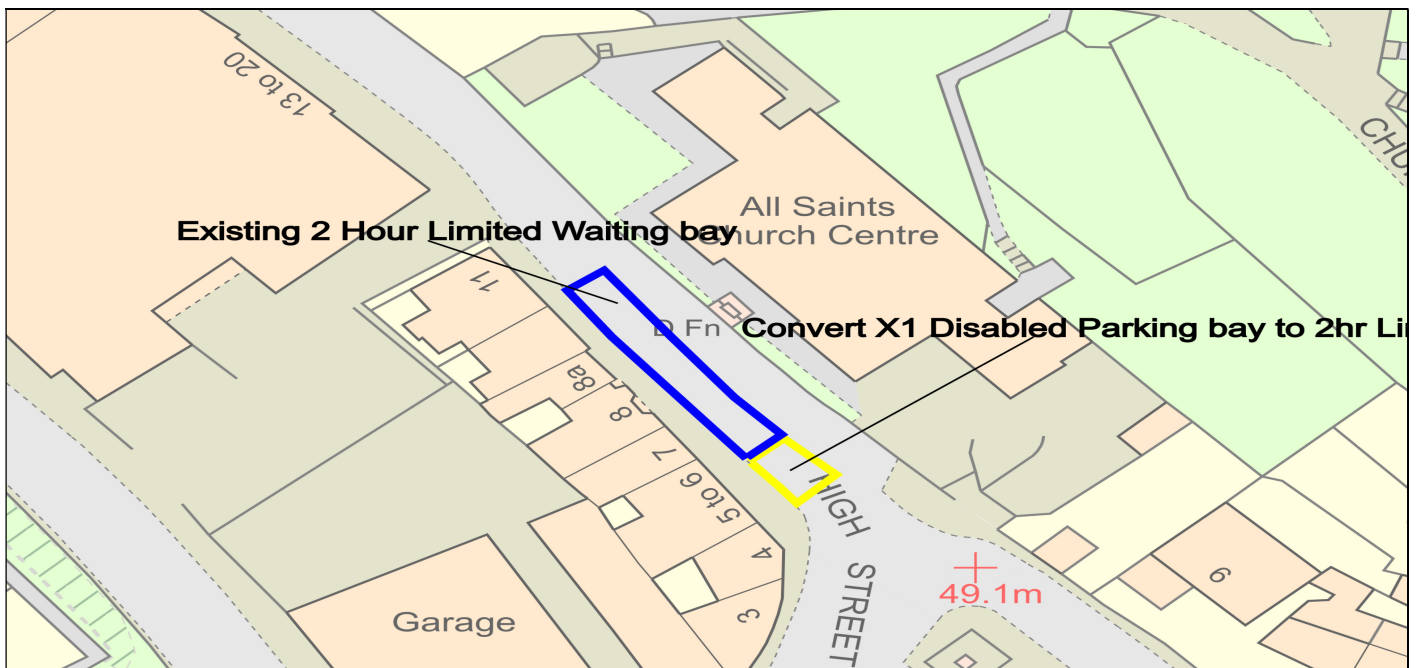 13 to 20
CHU
All Saints
Church Centre
Existing 2 Hour Limited Waiting bay
11
D Fn
Convert X1 Disabled Parking bay to 2hr Li
8a
8
7
5 to 6
4
3
HIGH STREET
9
49.1m
Garage